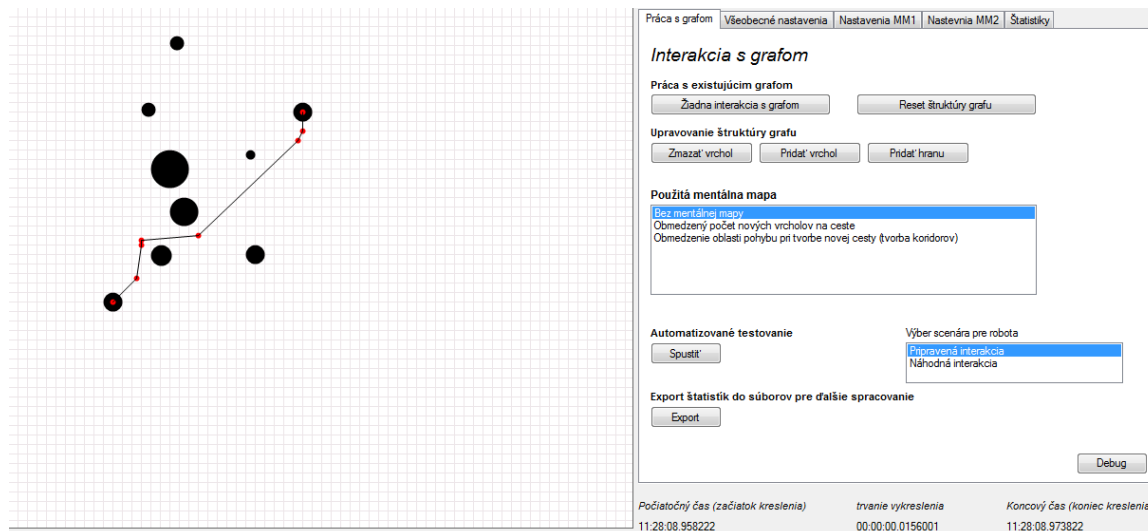 Práca s grafom Všeobecné nastavenia Nastavenia MM1 Nastevnia MM2 Štatistiky
Interakcia s grafom
Práca s existujúcim grafom
Žiadna interakcia s grafom Reset štruktúry grafu
Upravovanie štruktúry grafu
Zmazať vrchol Pridať vrchol Pridať hranu
Použitá mentálna mapa
Bez mentálnej mapy
Obmedzený počet nových vrcholov na ceste
Obmedzenie oblasti pohybu pri tvorbe novej cesty (tvorba koridorov)
Automatizované testovanie Výber scenára pre robota
Spustiť Pripravená interakcia
Náhodná interakcia
Export štatistík do súborov pre ďalšie spracovanie
Export
Debug
Počiatočný čas (začiatok kreslenia) trvanie vykreslenia Koncový čas (koniec kreslenia
11:28:08.958222 00:00:00.0156001 11:28:08.973822